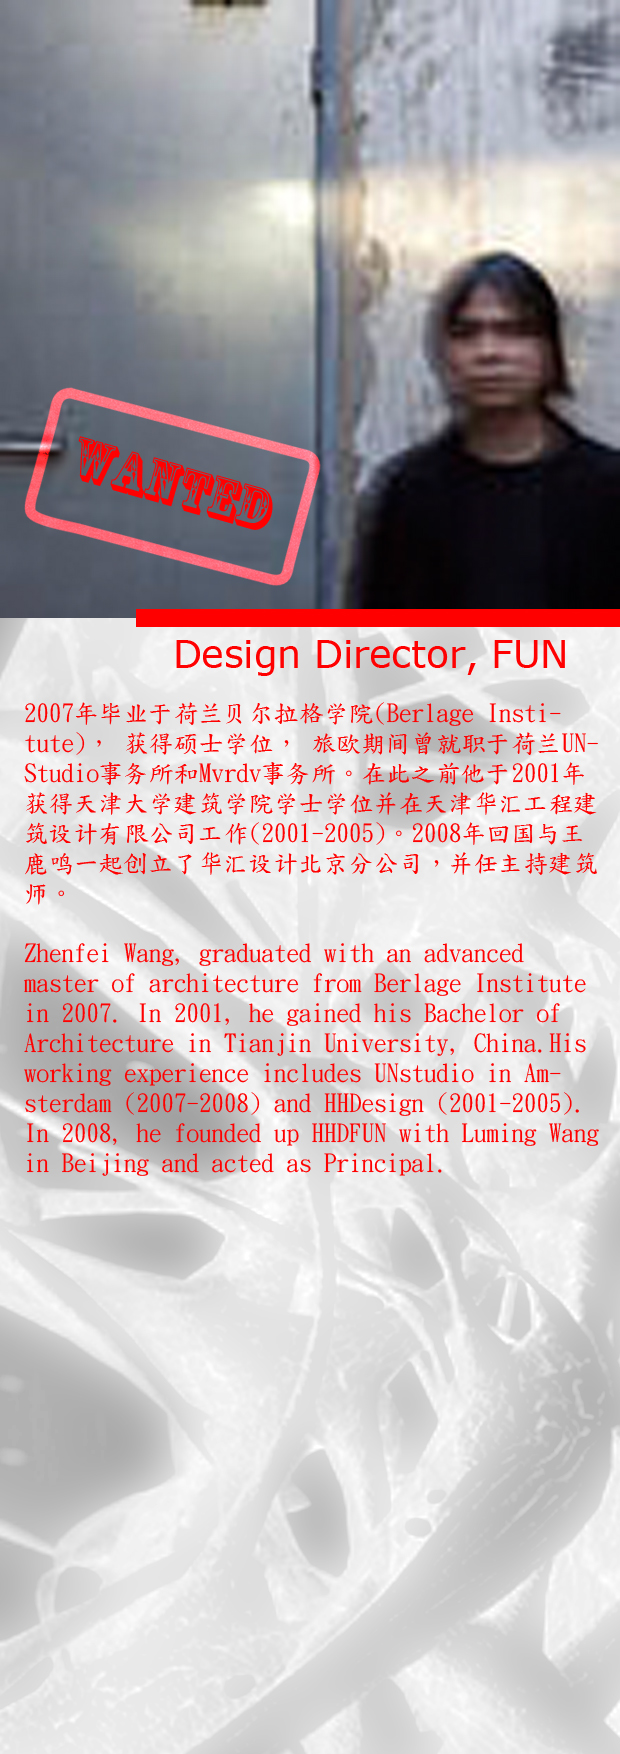 WANTED
Design Director, FUN
2007年毕业于荷兰贝尔拉格学院(Berlage Insti-
tute)， 获得硕士学位， 旅欧期间曾就职于荷兰UN-
Studio事务所和Mvrdv事务所。在此之前他于2001年
获得天津大学建筑学院学士学位并在天津华汇工程建
筑设计有限公司工作(2001-2005)。2008年回国与王
鹿鸣一起创立了华汇设计北京分公司，并任主持建筑
师。
Zhenfei Wang, graduated with an advanced
master of architecture from Berlage Institute
in 2007. In 2001, he gained his Bachelor of
Architecture in Tianjin University, China.His
working experience includes UNstudio in Am-
sterdam (2007-2008) and HHDesign (2001-2005).
In 2008, he founded up HHDFUN with Luming Wang
in Beijing and acted as Principal.